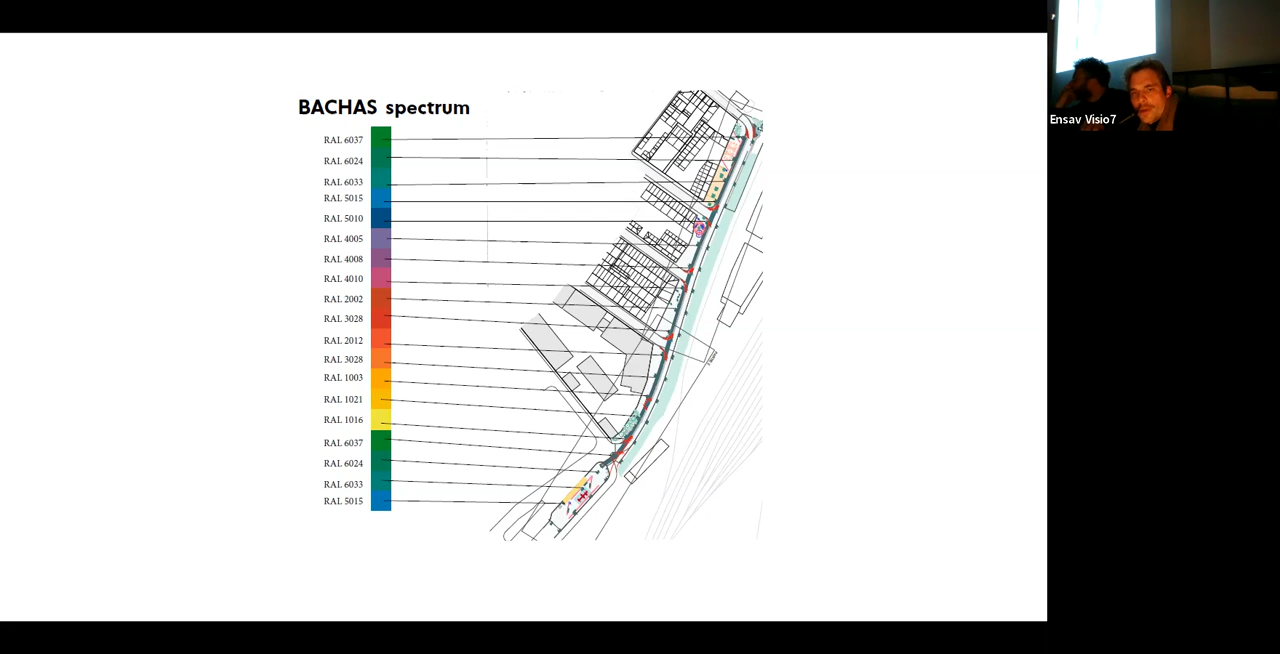 BACHAS spectrum
RAL 6037
RAL 6024
RAL 6033
RAL 5015
RAL 5010
RAL 4005
RAL 4008
RAL 4010
RAL 2002
RAL 3028
RAL 2012
RAL 3028
RAL 1003
RAL 1021
RAL 1016
RAL 6037
RAL 6024
RAL 6033
RAL 5015
Ensav Visio7